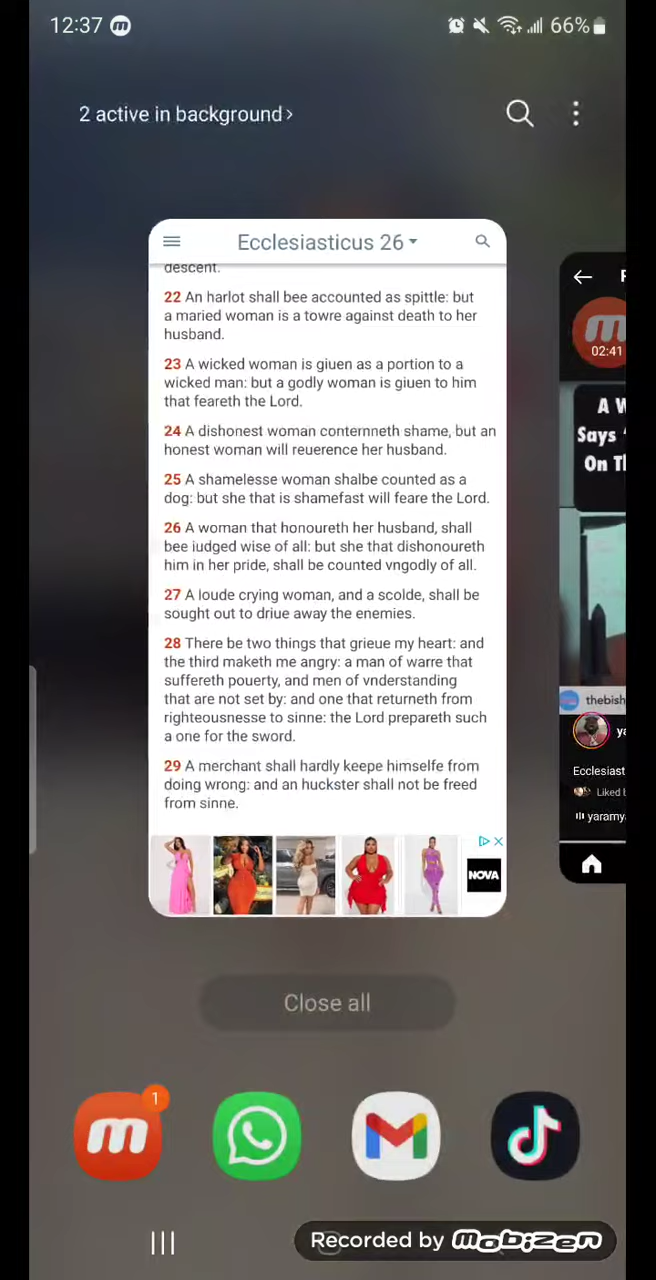 12:37
66%
2 active in background>
Ecclesiasticus 26
descent.
22 An harlot shall bee accounted as spittle: but
a maried woman is a towre against death to her
husband.
23 A wicked woman is giuen as a portion to a
wicked man: but a godly woman is giuen to him
that feareth the Lord.
24 A dishonest woman contemneth shame, but an
honest woman will reuerence her husband.
25 A shamelesse woman shalbe counted as a
dog: but she that is shamefast will feare the Lord.
26 A woman that honoureth her husband, shall
bee iudged wise of all: but she that dishonoureth
him in her pride, shall be counted vngodly of all.
27 A loude crying woman, and a scolde, shall be
sought out to driue away the enemies.
28 There be two things that grieue my heart: and
the third maketh me angry: a man of warre that
suffereth pouerty, and men of vnderstanding
that are not set by: and one that returneth from
righteousnesse to sinne: the Lord prepareth such
a one for the sword.
29 A merchant shall hardly keepe himselfe from
doing wrong: and an huckster shall not be freed
from sinne.
NOVA
02:41
A W
Says
On Th
thebish
ya
Ecclesiast
Liked b
yaramy
Close all
1
Recorded by mobizen